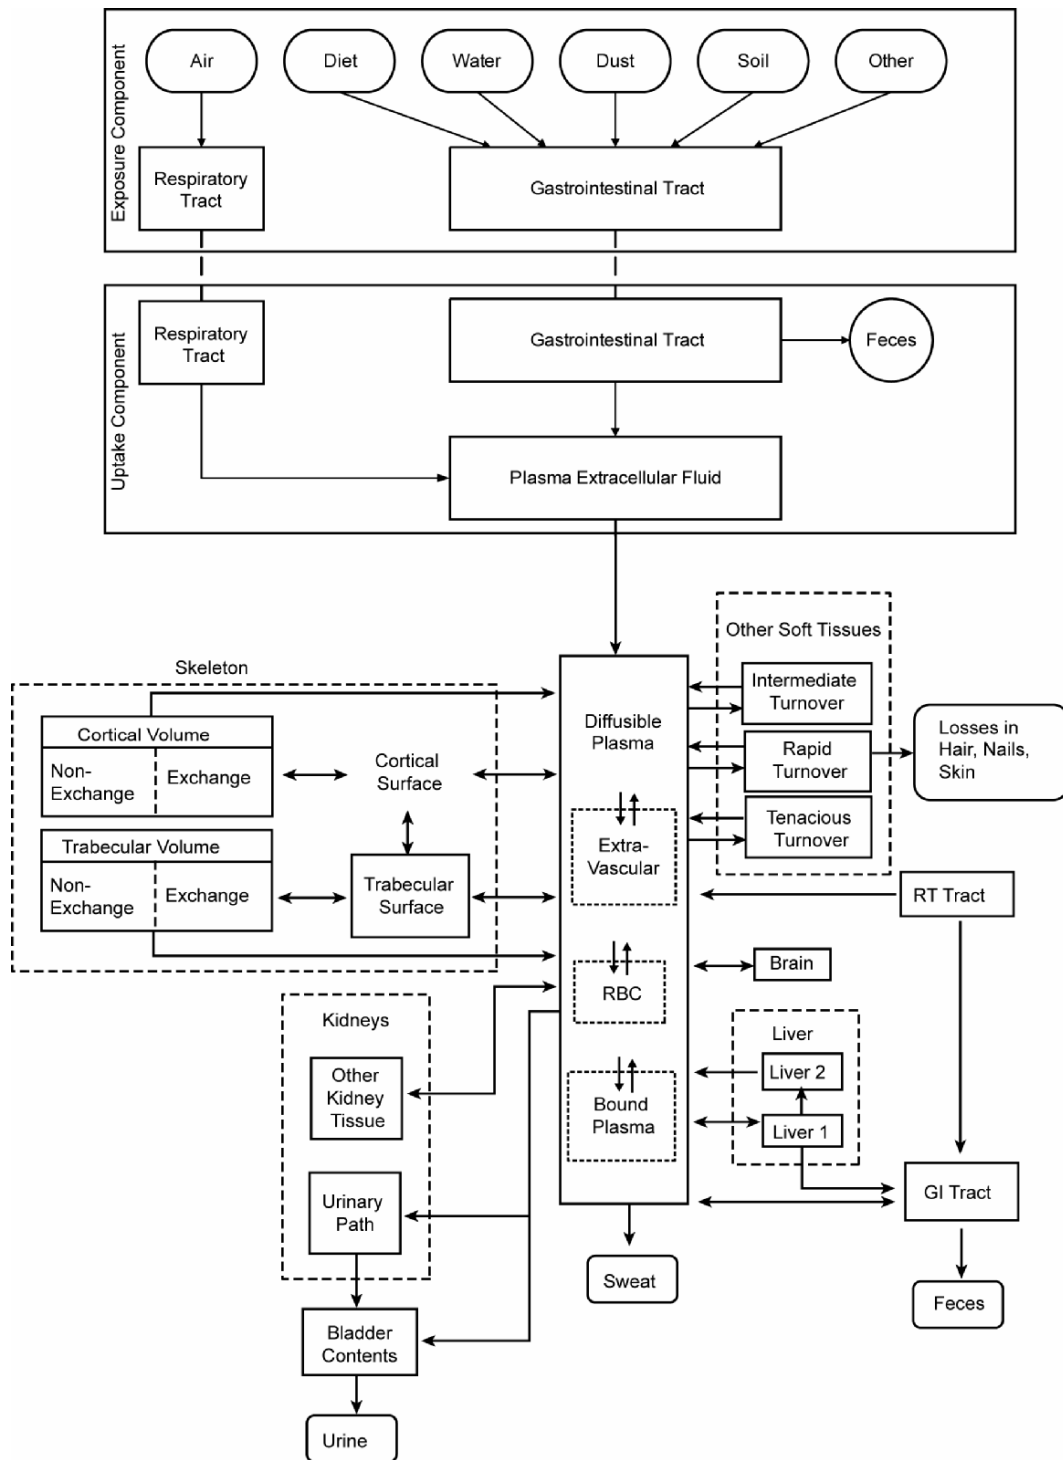 Exposure Component
Air
Diet
Water
Dust
Soil
Other
Respiratory
Tract
Gastrointestinal Tract
Uptake Component
Respiratory
Tract
Gastrointestinal Tract
Feces
Plasma Extracellular Fluid
Skeleton
Cortical Volume
Non-
Exchange
Exchange
Cortical
Surface
Trabecular Volume
Non-
Exchange
Exchange
Trabecular
Surface
Diffusible
Plasma
Extra-
Vascular
RBC
Bound
Plasma
Other Soft Tissues
Intermediate
Turnover
Rapid
Turnover
Tenacious
Turnover
Losses in
Hair, Nails,
Skin
RT Tract
Brain
Liver
Liver 2
Liver 1
GI Tract
Feces
Kidneys
Other
Kidney
Tissue
Urinary
Path
Bladder
Contents
Urine
Sweat